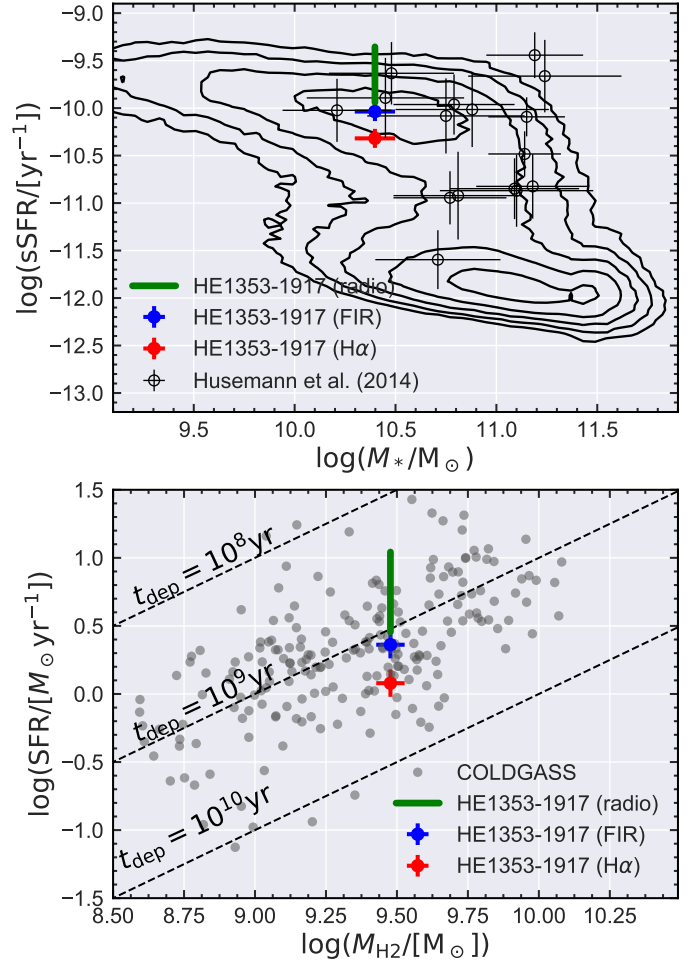 −9.0
−9.5
−10.0
−10.5
−11.0
−11.5
−12.0
−12.5
−13.0
log(sSFR/[yr⁻¹])
HE1353-1917 (radio)
HE1353-1917 (FIR)
HE1353-1917 (Hα)
Husemann et al. (2014)
9.5 10.0 10.5 11.0 11.5
log(M∗/M⊙)
1.5
1.0
0.5
0.0
−0.5
−1.0
−1.5
log(SFR/[M⊙yr⁻¹])
t_dep = 10⁸yr
t_dep = 10⁹yr
t_dep = 10¹⁰yr
COLDGASS
HE1353-1917 (radio)
HE1353-1917 (FIR)
HE1353-1917 (Hα)
8.50 8.75 9.00 9.25 9.50 9.75 10.00 10.25
log(M_H2/[M⊙])